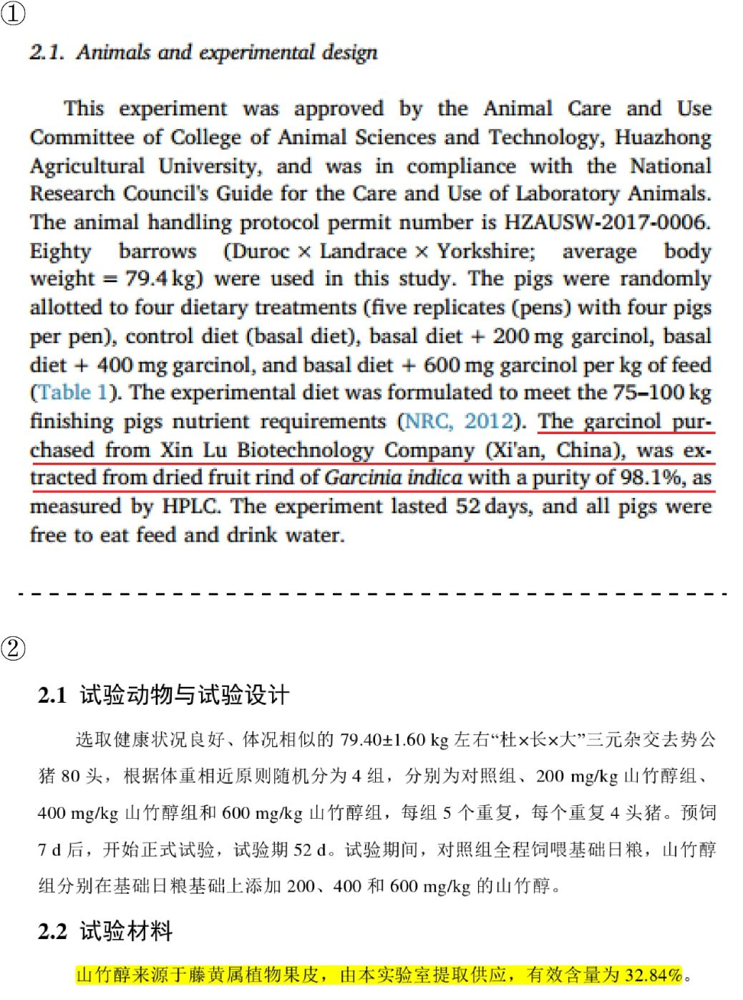 ①
2.1. Animals and experimental design
This experiment was approved by the Animal Care and Use
Committee of College of Animal Sciences and Technology, Huazhong
Agricultural University, and was in compliance with the National
Research Council's Guide for the Care and Use of Laboratory Animals.
The animal handling protocol permit number is HZAUSW-2017-0006.
Eighty barrows (Duroc × Landrace × Yorkshire; average body
weight = 79.4 kg) were used in this study. The pigs were randomly
allotted to four dietary treatments (five replicates (pens) with four pigs
per pen), control diet (basal diet), basal diet + 200 mg garcinol, basal
diet + 400 mg garcinol, and basal diet + 600 mg garcinol per kg of feed
(Table 1). The experimental diet was formulated to meet the 75–100 kg
finishing pigs nutrient requirements (NRC, 2012). The garcinol pur-
chased from Xin Lu Biotechnology Company (Xi'an, China), was ex-
tracted from dried fruit rind of Garcinia indica with a purity of 98.1%, as
measured by HPLC. The experiment lasted 52 days, and all pigs were
free to eat feed and drink water.
②
2.1 试验动物与试验设计
选取健康状况良好、体况相似的 79.40±1.60 kg 左右“杜×长×大”三元杂交去势公
猪 80 头，根据体重相近原则随机分为 4 组，分别为对照组、200 mg/kg 山竹醇组、
400 mg/kg 山竹醇组和 600 mg/kg 山竹醇组，每组 5 个重复，每个重复 4 头猪。预饲
7 d 后，开始正式试验，试验期 52 d。试验期间，对照组全程饲喂基础日粮，山竹醇
组分别在基础日粮基础上添加 200、400 和 600 mg/kg 的山竹醇。
2.2 试验材料
山竹醇来源于藤黄属植物果皮，由本实验室提取供应，有效含量为 32.84%。